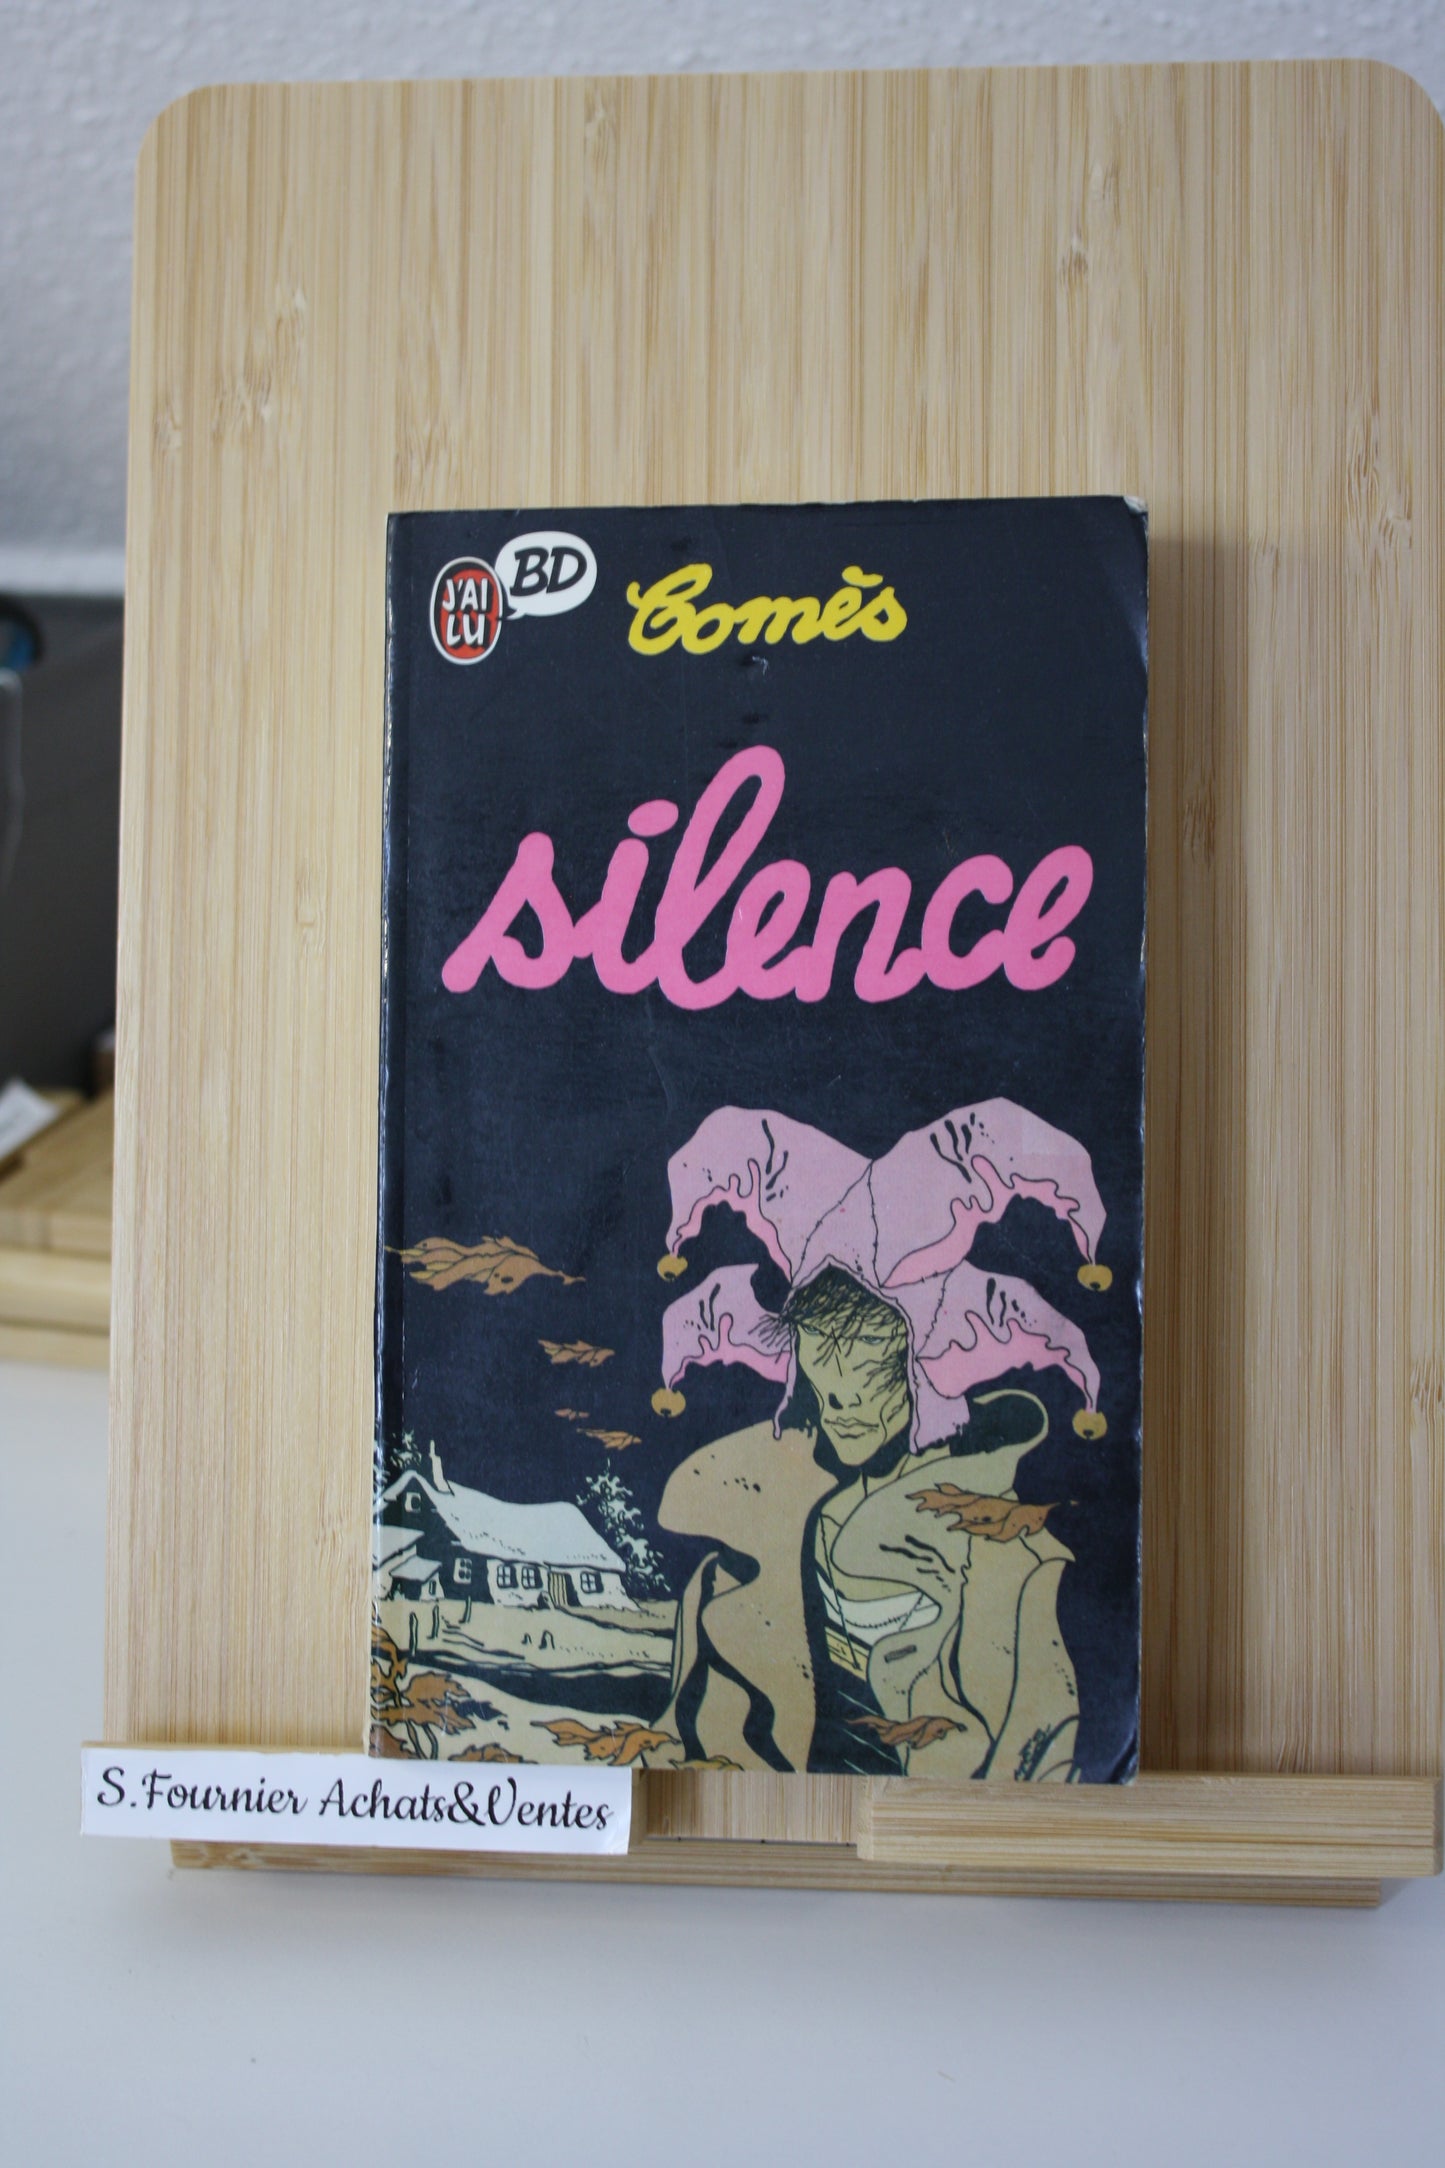 J'AI
LU
BD
Comès
silence
S.Fournier Achats&Ventes